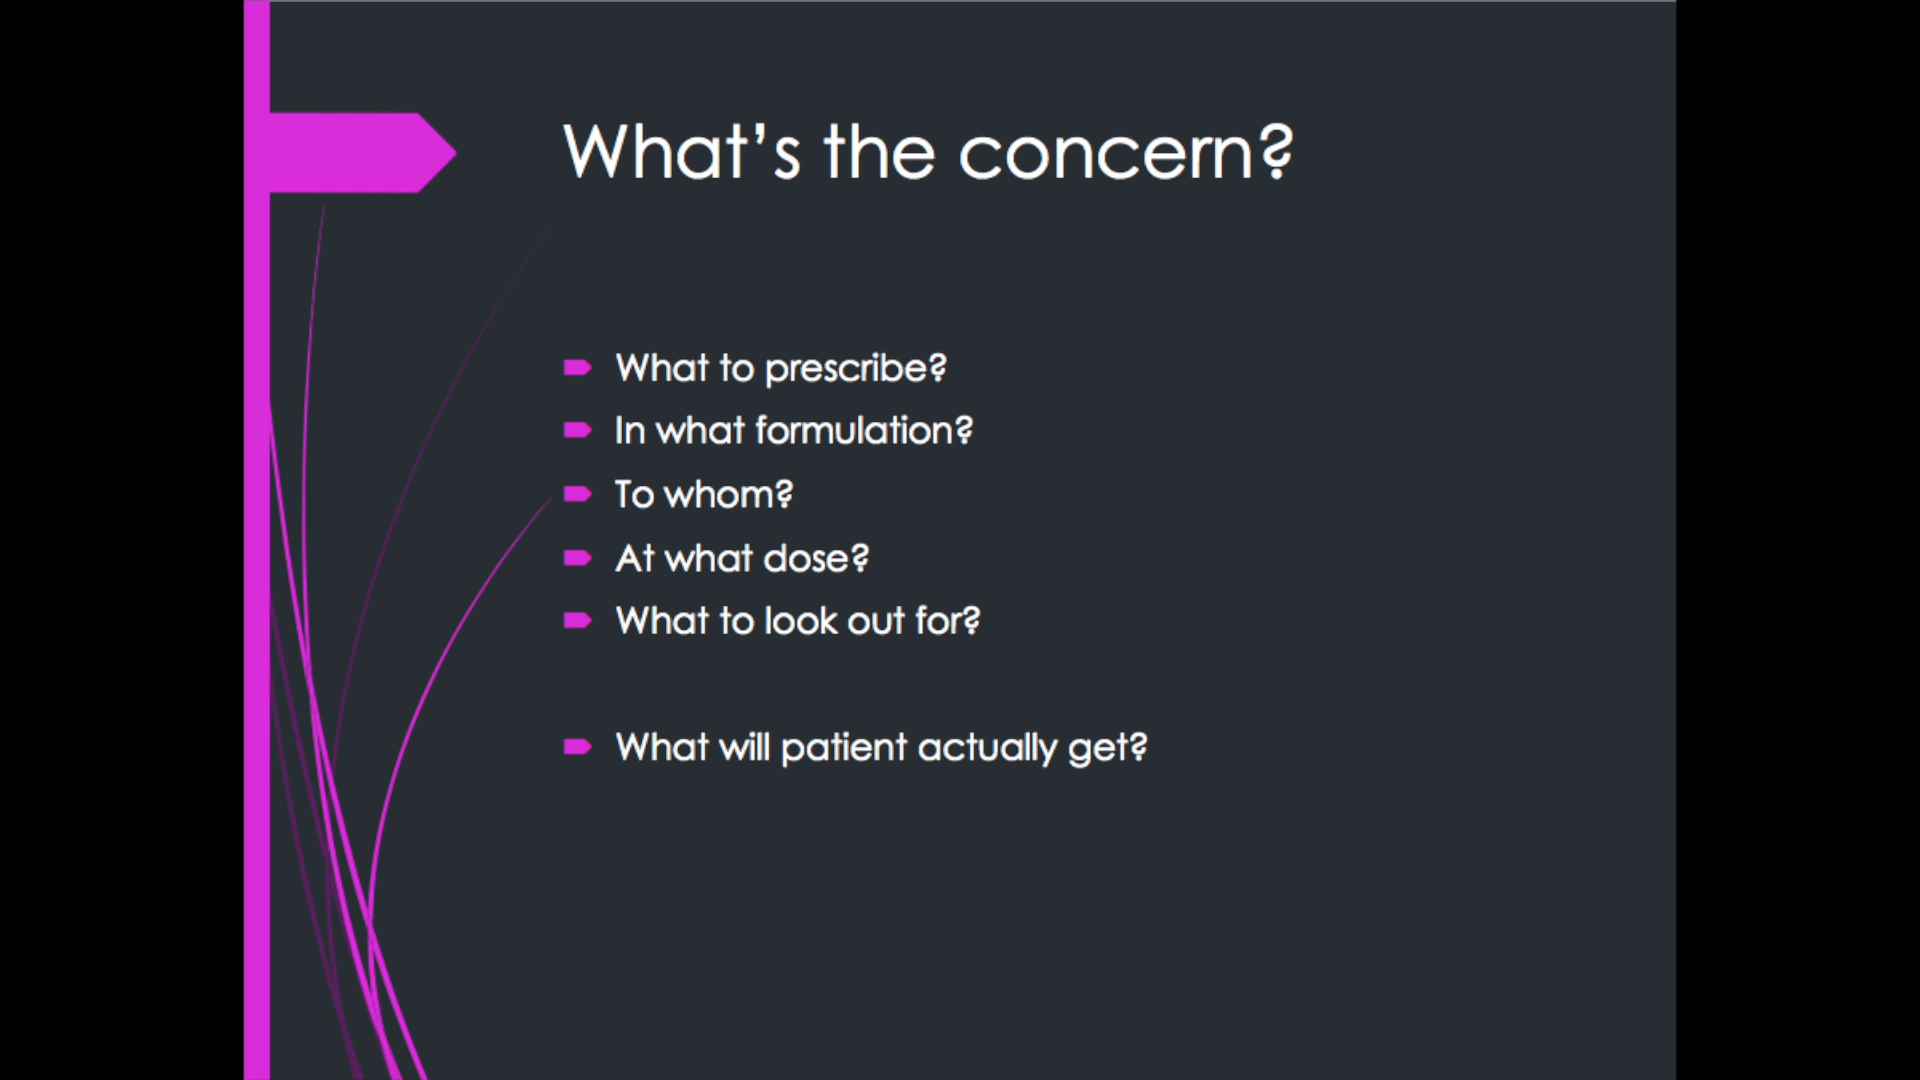 What’s the concern?
What to prescribe?
In what formulation?
To whom?
At what dose?
What to look out for?
What will patient actually get?